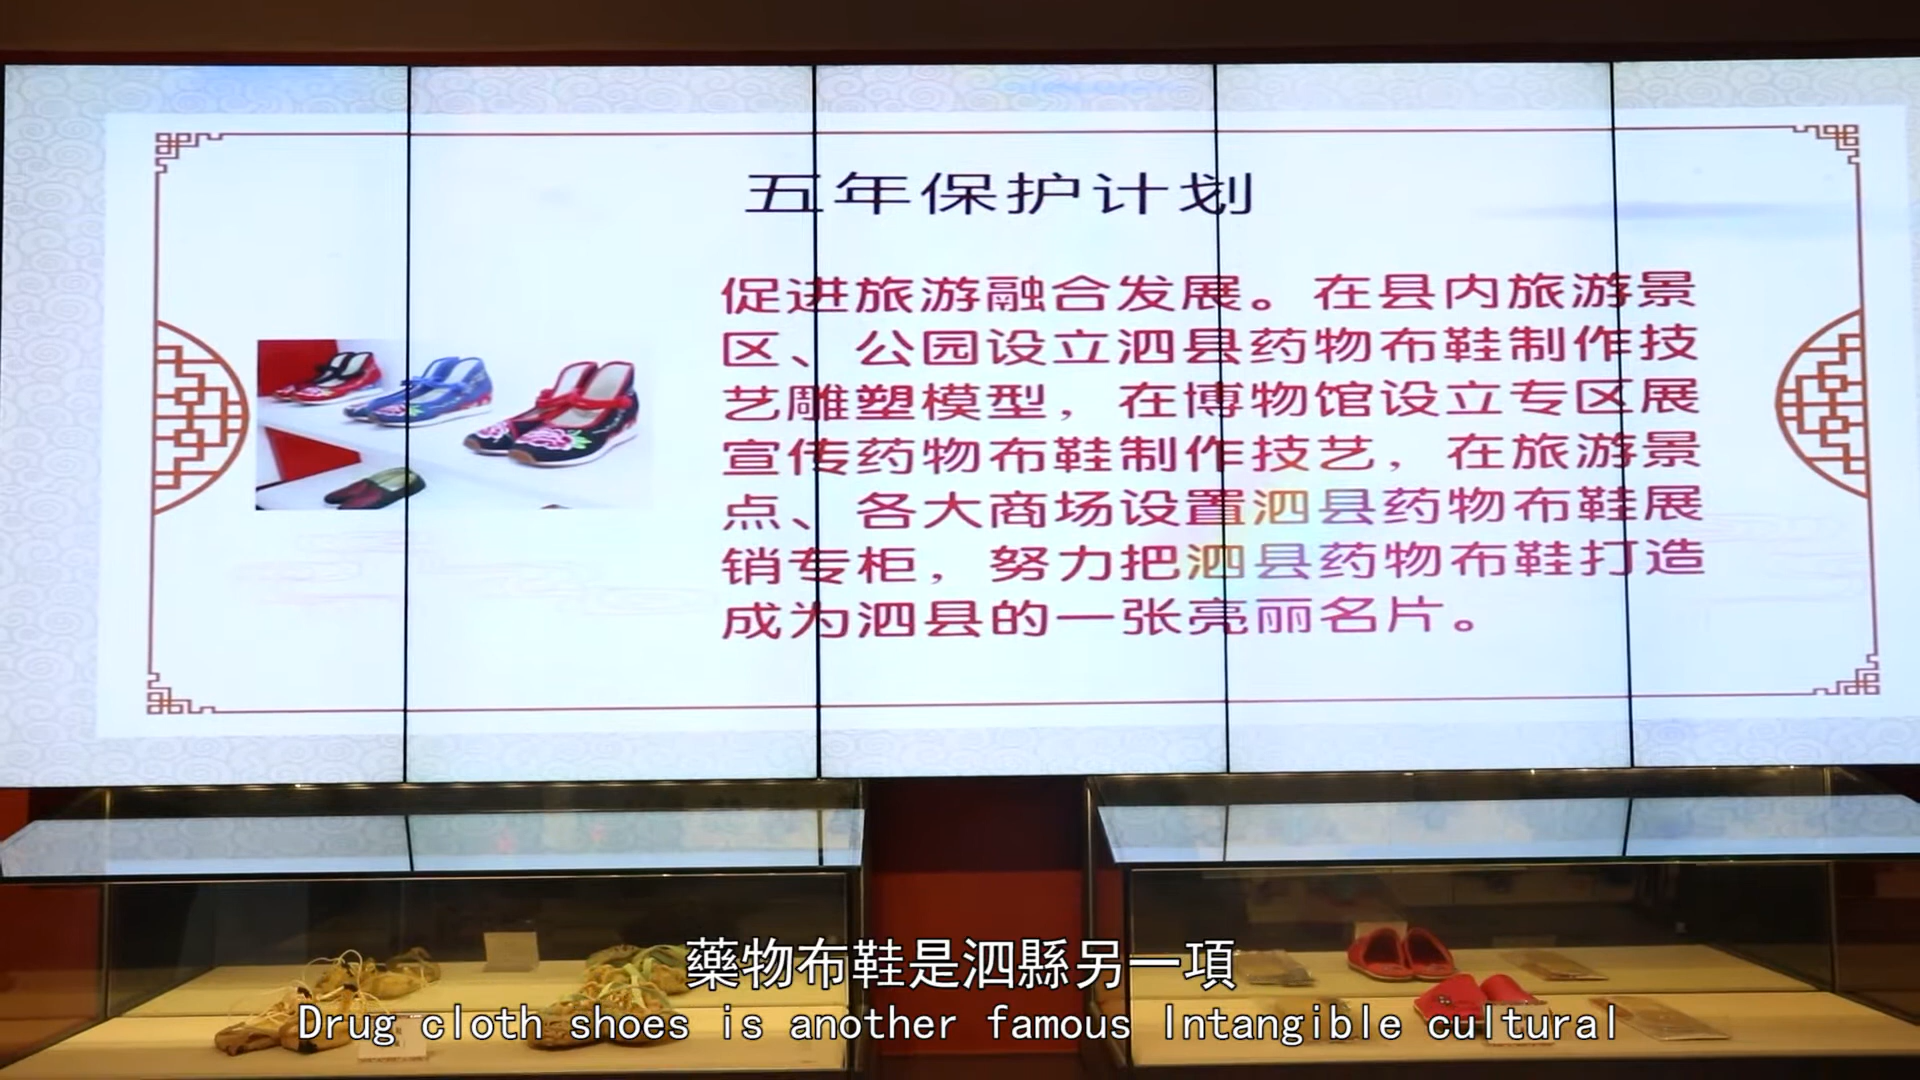 五年保护计划
促进旅游融合发展。在县内旅游景
区、公园设立泗县药物布鞋制作技
艺雕塑模型，在博物馆设立专区展
宣传药物布鞋制作技艺，在旅游景
点、各大商场设置泗县药物布鞋展
销专柜，努力把泗县药物布鞋打造
成为泗县的一张亮丽名片。
藥物布鞋是泗縣另一項
Drug cloth shoes is another famous Intangible cultural